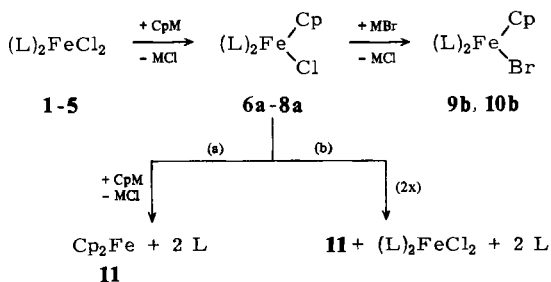 (L)₂FeCl₂ + CpM − MCl (L)₂Fe Cp Cl + MBr − MCl (L)₂Fe Cp Br
1-5 6a-8a 9b, 10b
(a) (b)
+ CpM − MCl (2x)
Cp₂Fe + 2 L 11 + (L)₂FeCl₂ + 2 L
11